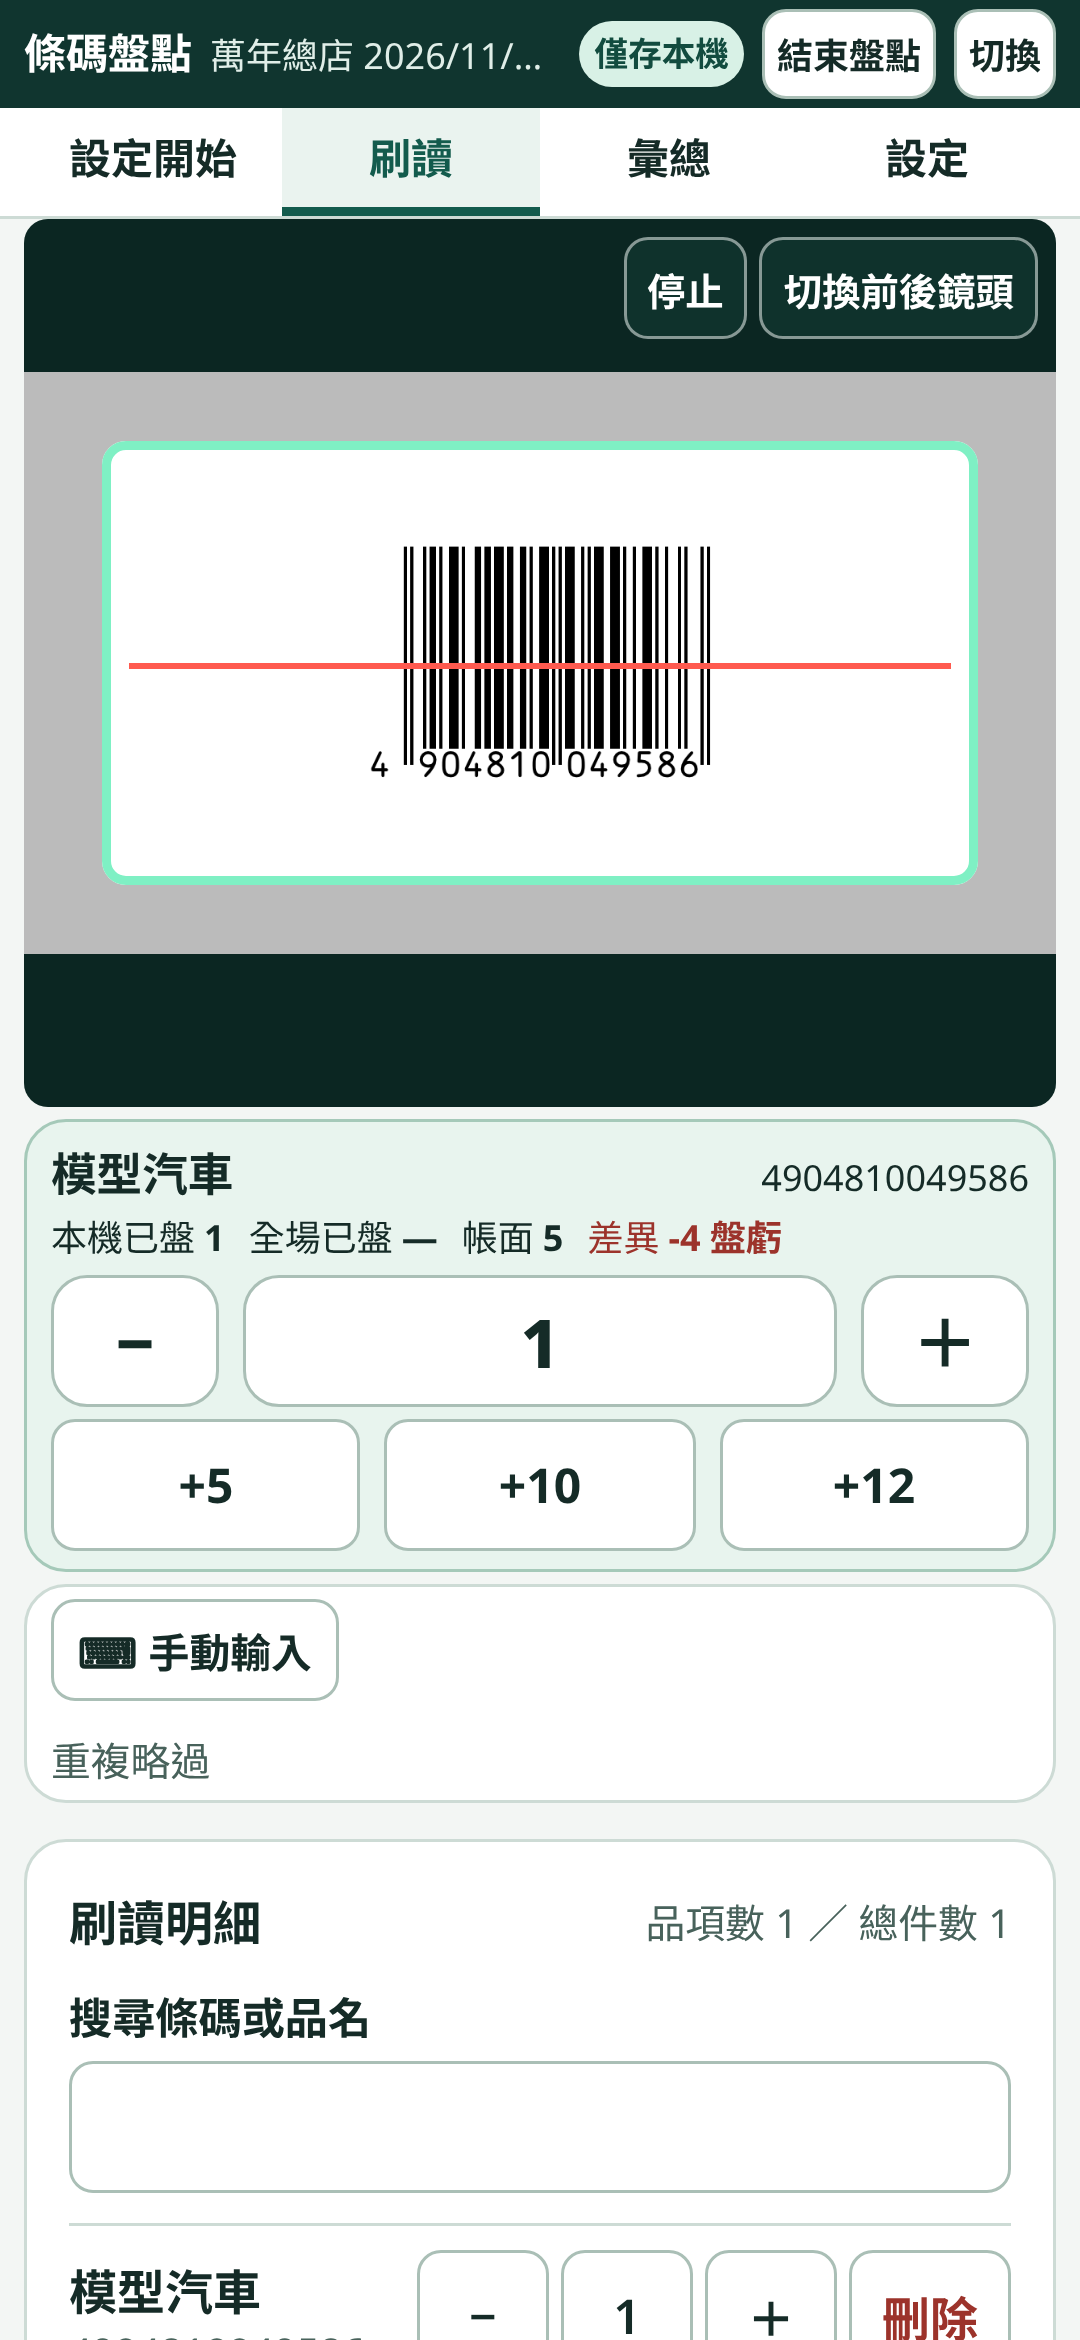 條碼盤點 萬年總店 2026/11/... 僅存本機 結束盤點 切換
設定開始 刷讀 彙總 設定
停止 切換前後鏡頭
4 904810 049586
模型汽車 4904810049586
本機已盤 1 全場已盤 — 帳面 5 差異 -4 盤虧
− 1 +
+5 +10 +12
⌨ 手動輸入
重複略過
刷讀明細 品項數 1 ／ 總件數 1
搜尋條碼或品名
模型汽車 − 1 + 刪除
4904810049586